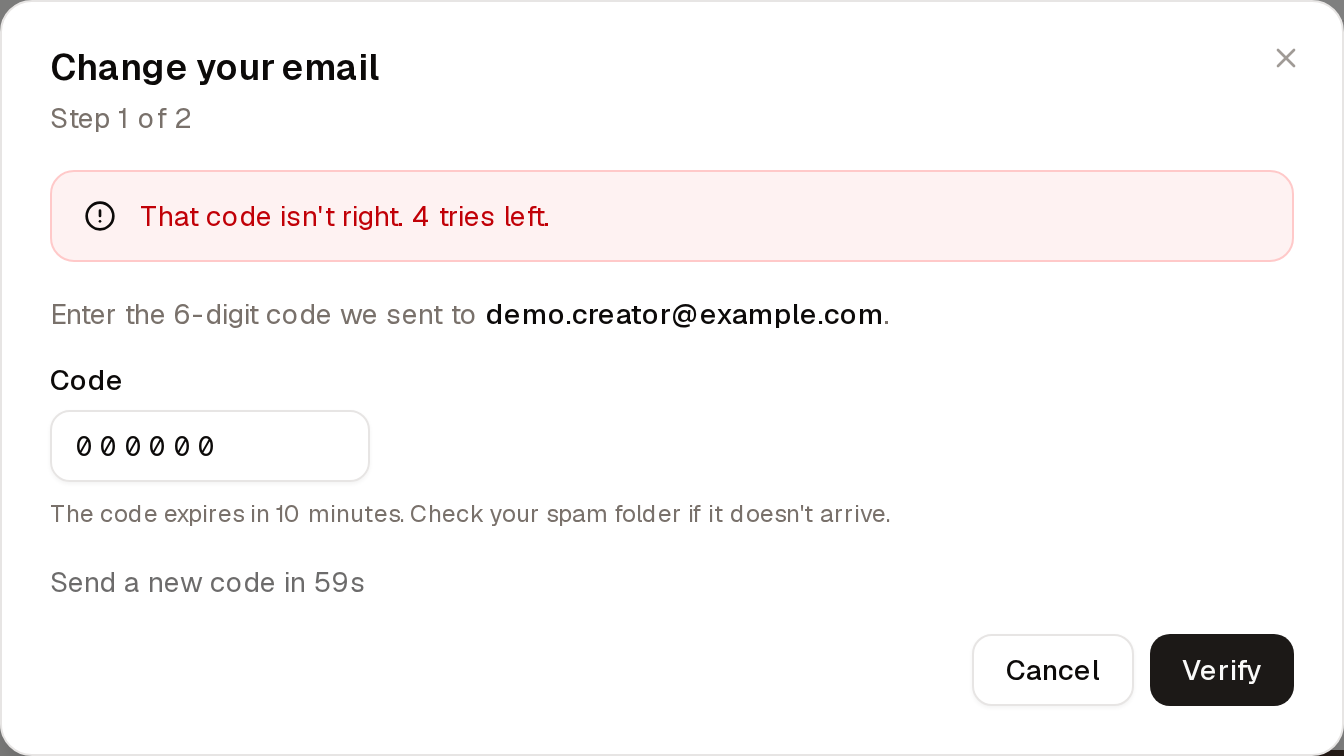 Change your email
Step 1 of 2
That code isn't right. 4 tries left.
Enter the 6-digit code we sent to demo.creator@example.com.
Code
000000
The code expires in 10 minutes. Check your spam folder if it doesn't arrive.
Send a new code in 59s
Cancel
Verify